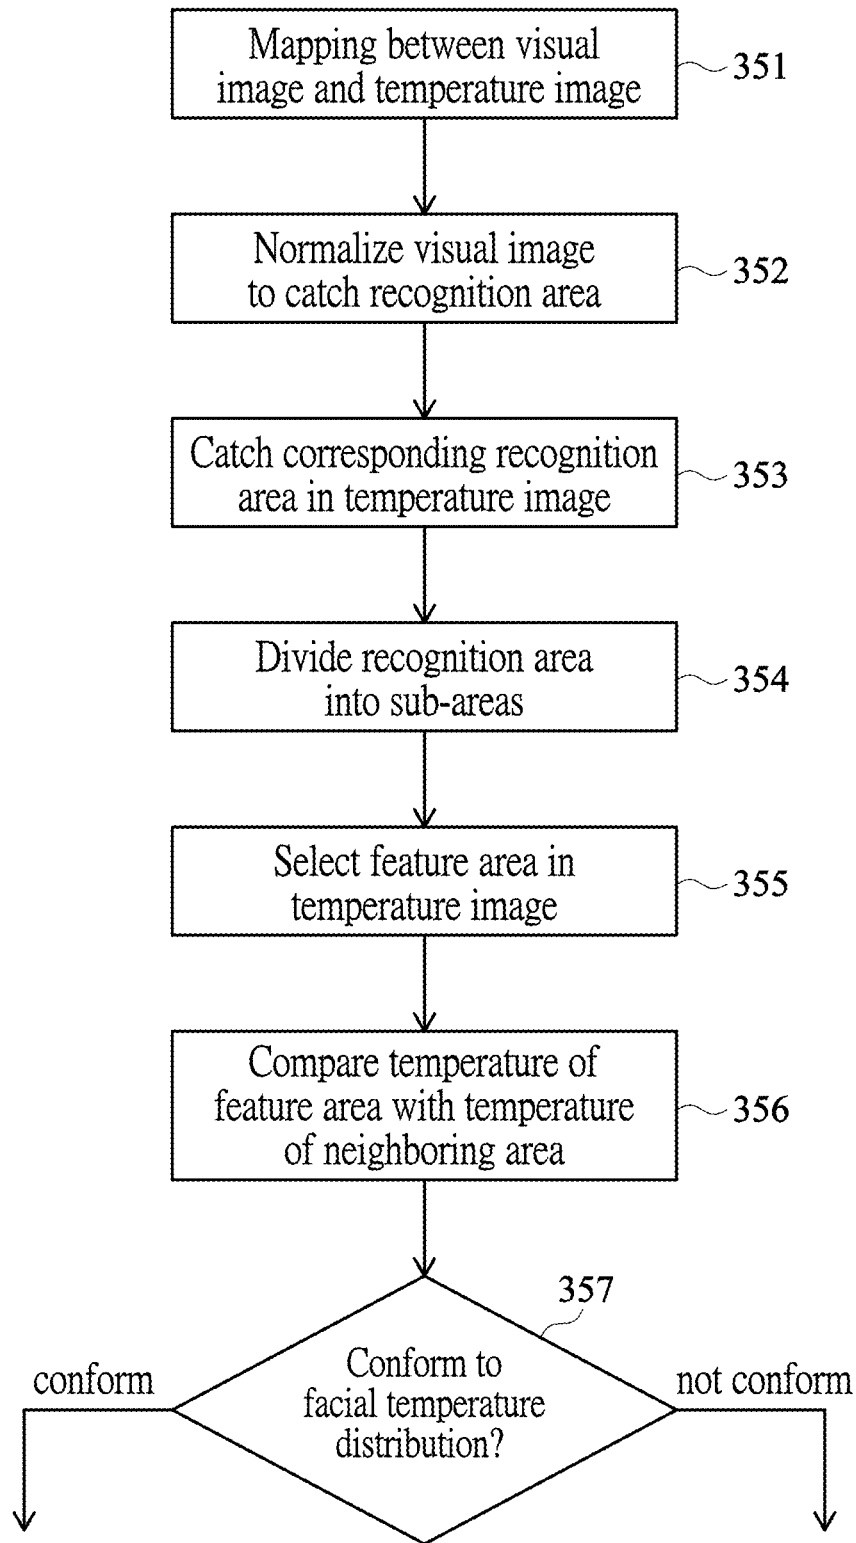 Mapping between visual
image and temperature image
351
Normalize visual image
to catch recognition area
352
Catch corresponding recognition
area in temperature image
353
Divide recognition area
into sub-areas
354
Select feature area in
temperature image
355
Compare temperature of
feature area with temperature
of neighboring area
356
357
Conform to
facial temperature
distribution?
conform
not conform